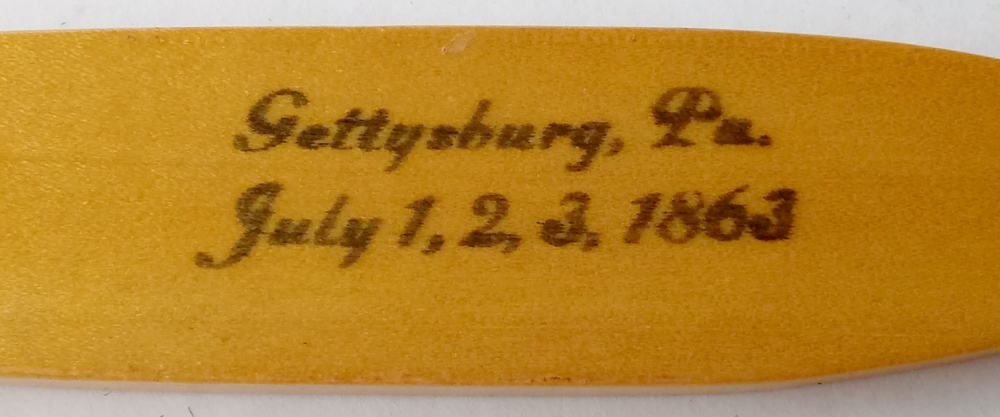 Gettysburg, Pa.
July 1, 2, 3, 1863